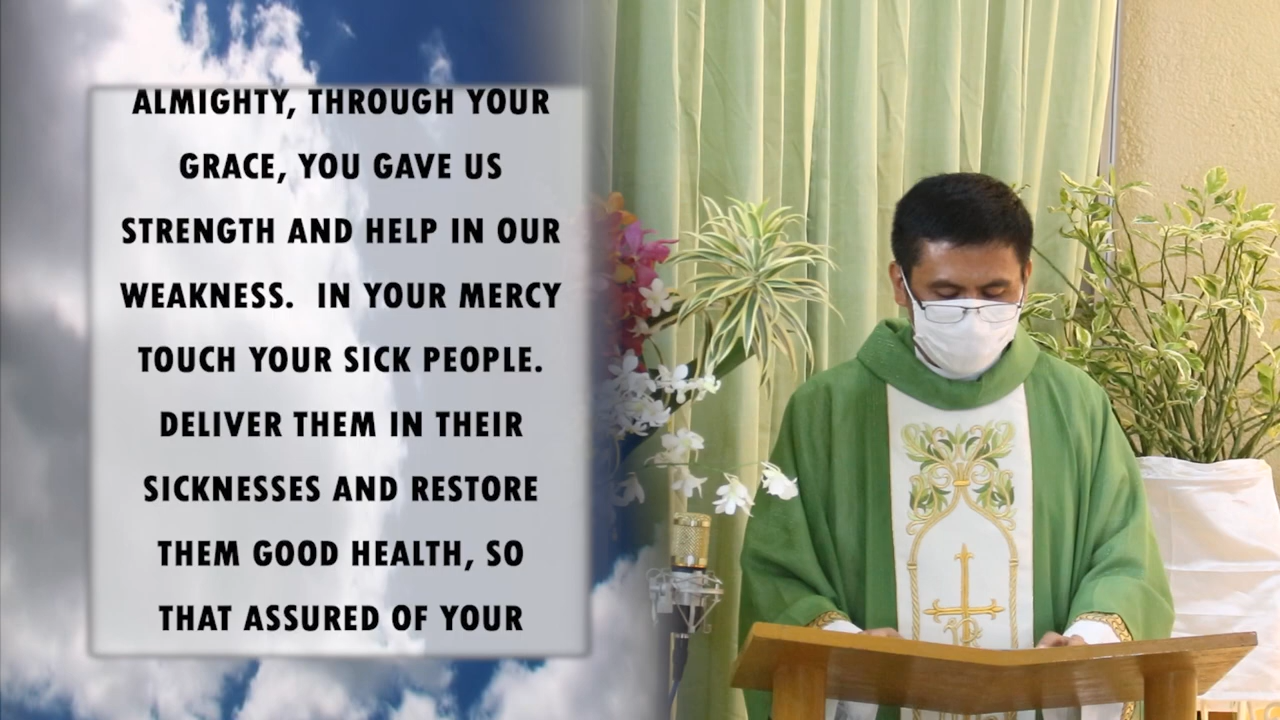 ALMIGHTY, THROUGH YOUR
GRACE, YOU GAVE US
STRENGTH AND HELP IN OUR
WEAKNESS.  IN YOUR MERCY
TOUCH YOUR SICK PEOPLE.
DELIVER THEM IN THEIR
SICKNESSES AND RESTORE
THEM GOOD HEALTH, SO
THAT ASSURED OF YOUR